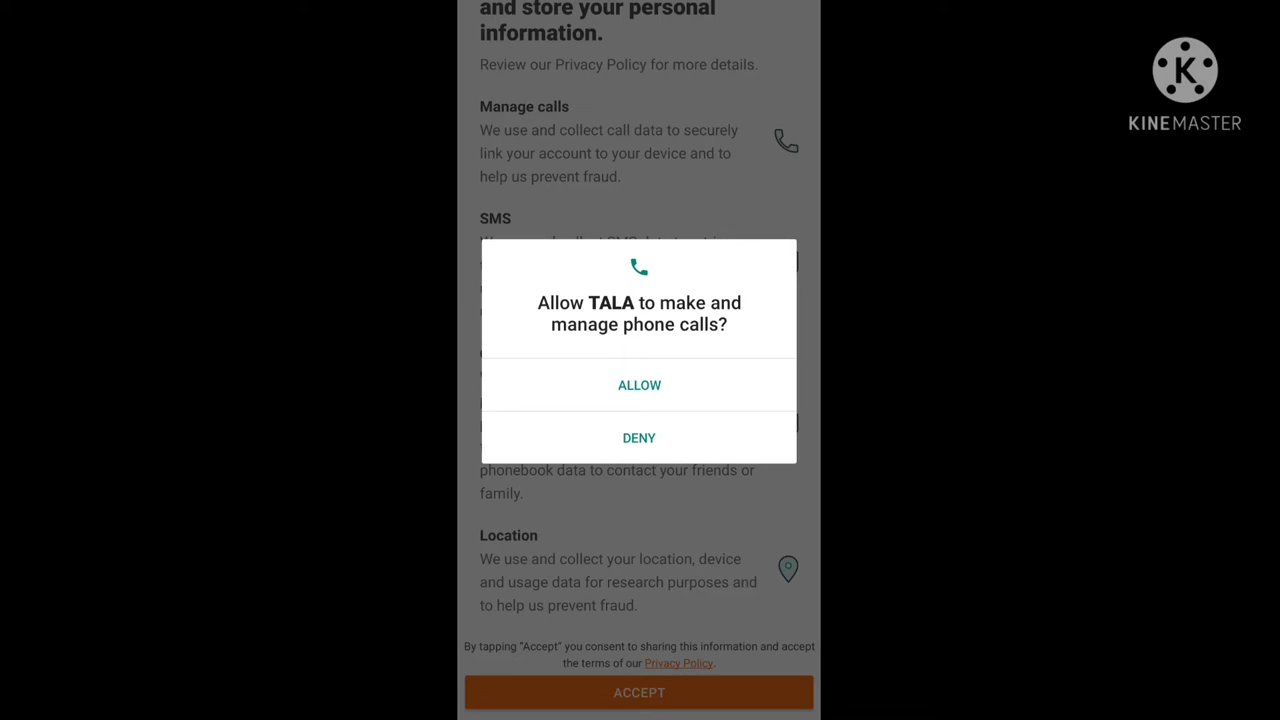 and store your personal
information.
Review our Privacy Policy for more details.
Manage calls
We use and collect call data to securely
link your account to your device and to
help us prevent fraud.
SMS
Allow TALA to make and
manage phone calls?
ALLOW
DENY
phonebook data to contact your friends or
family.
Location
We use and collect your location, device
and usage data for research purposes and
to help us prevent fraud.
By tapping “Accept” you consent to sharing this information and accept
the terms of our Privacy Policy.
ACCEPT
K
KINEMASTER